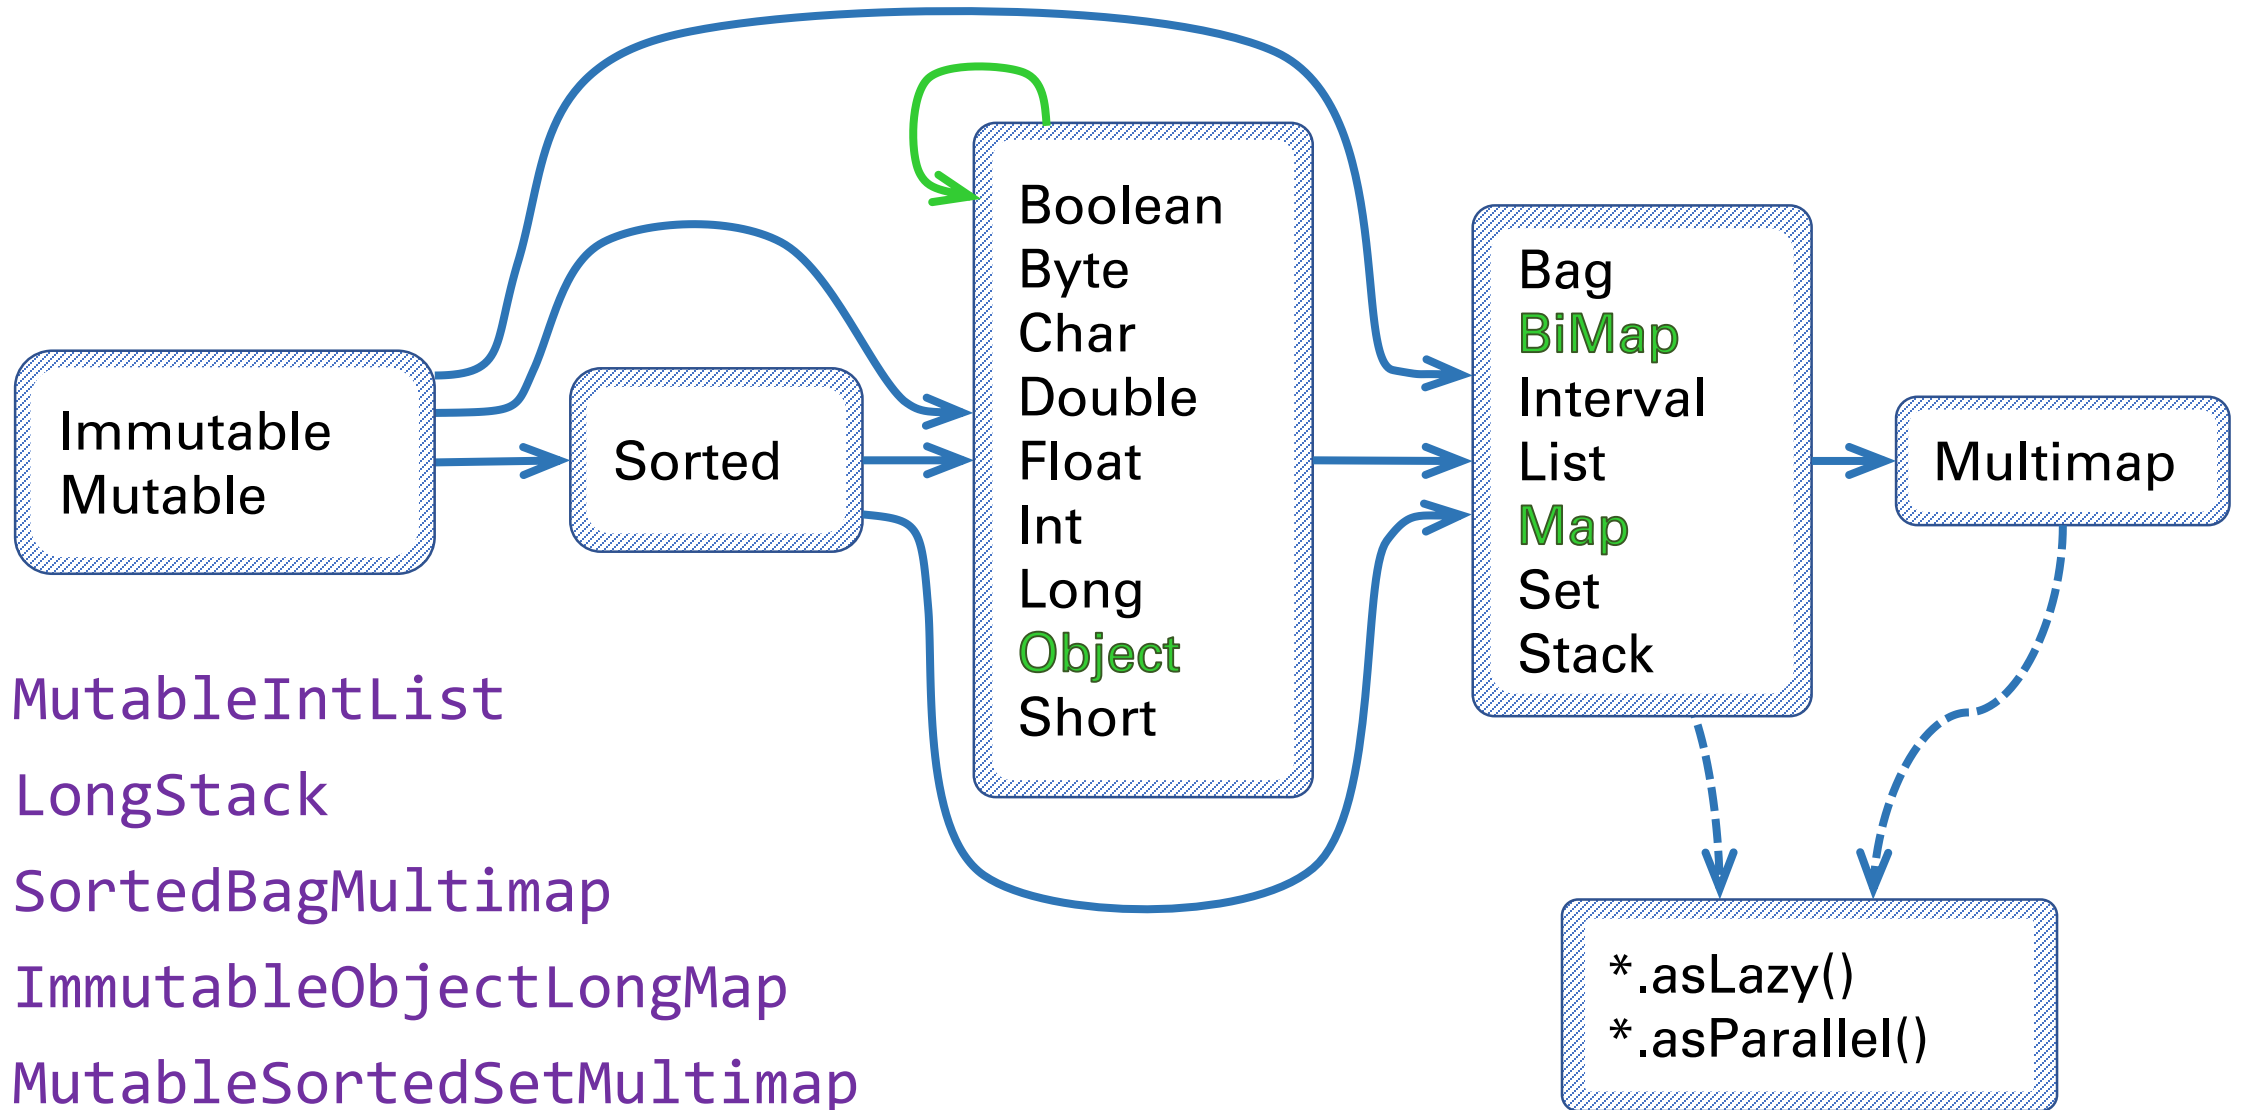 Immutable
Mutable
Sorted
Boolean
Byte
Char
Double
Float
Int
Long
Object
Short
Bag
BiMap
Interval
List
Map
Set
Stack
Multimap
*.asLazy()
*.asParallel()
MutableIntList
LongStack
SortedBagMultimap
ImmutableObjectLongMap
MutableSortedSetMultimap